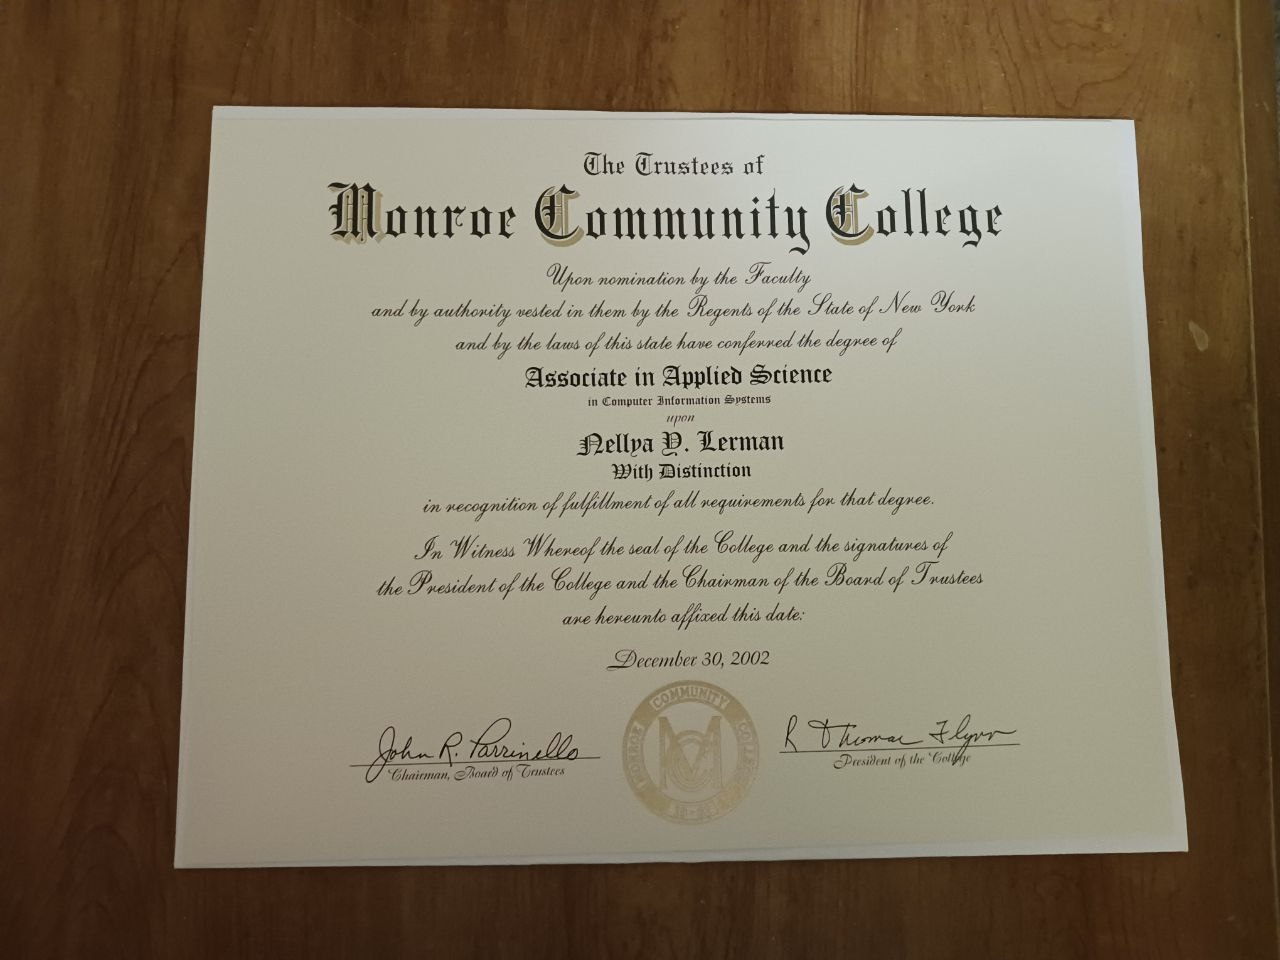 The Trustees of
Monroe Community College
Upon nomination by the Faculty
and by authority vested in them by the Regents of the State of New York
and by the laws of this state have conferred the degree of
Associate in Applied Science
in Computer Information Systems
upon
Nellya Y. Lerman
With Distinction
in recognition of fulfillment of all requirements for that degree.
In Witness Whereof the seal of the College and the signatures of
the President of the College and the Chairman of the Board of Trustees
are hereunto affixed this date:
December 30, 2002
MONROE COMMUNITY COLLEGE
MCC
John R. Parrinello
Chairman, Board of Trustees
R Thomas Flynn
President of the College